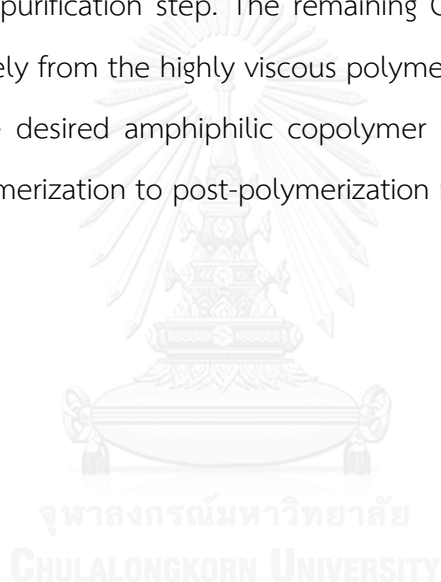 purification step. The remaining
ely from the highly viscous polyme
desired amphiphilic copolymer
merization to post-polymerization
จุฬาลงกรณ์มหาวิทยาลัย
CHULALONGKORN UNIVERSITY